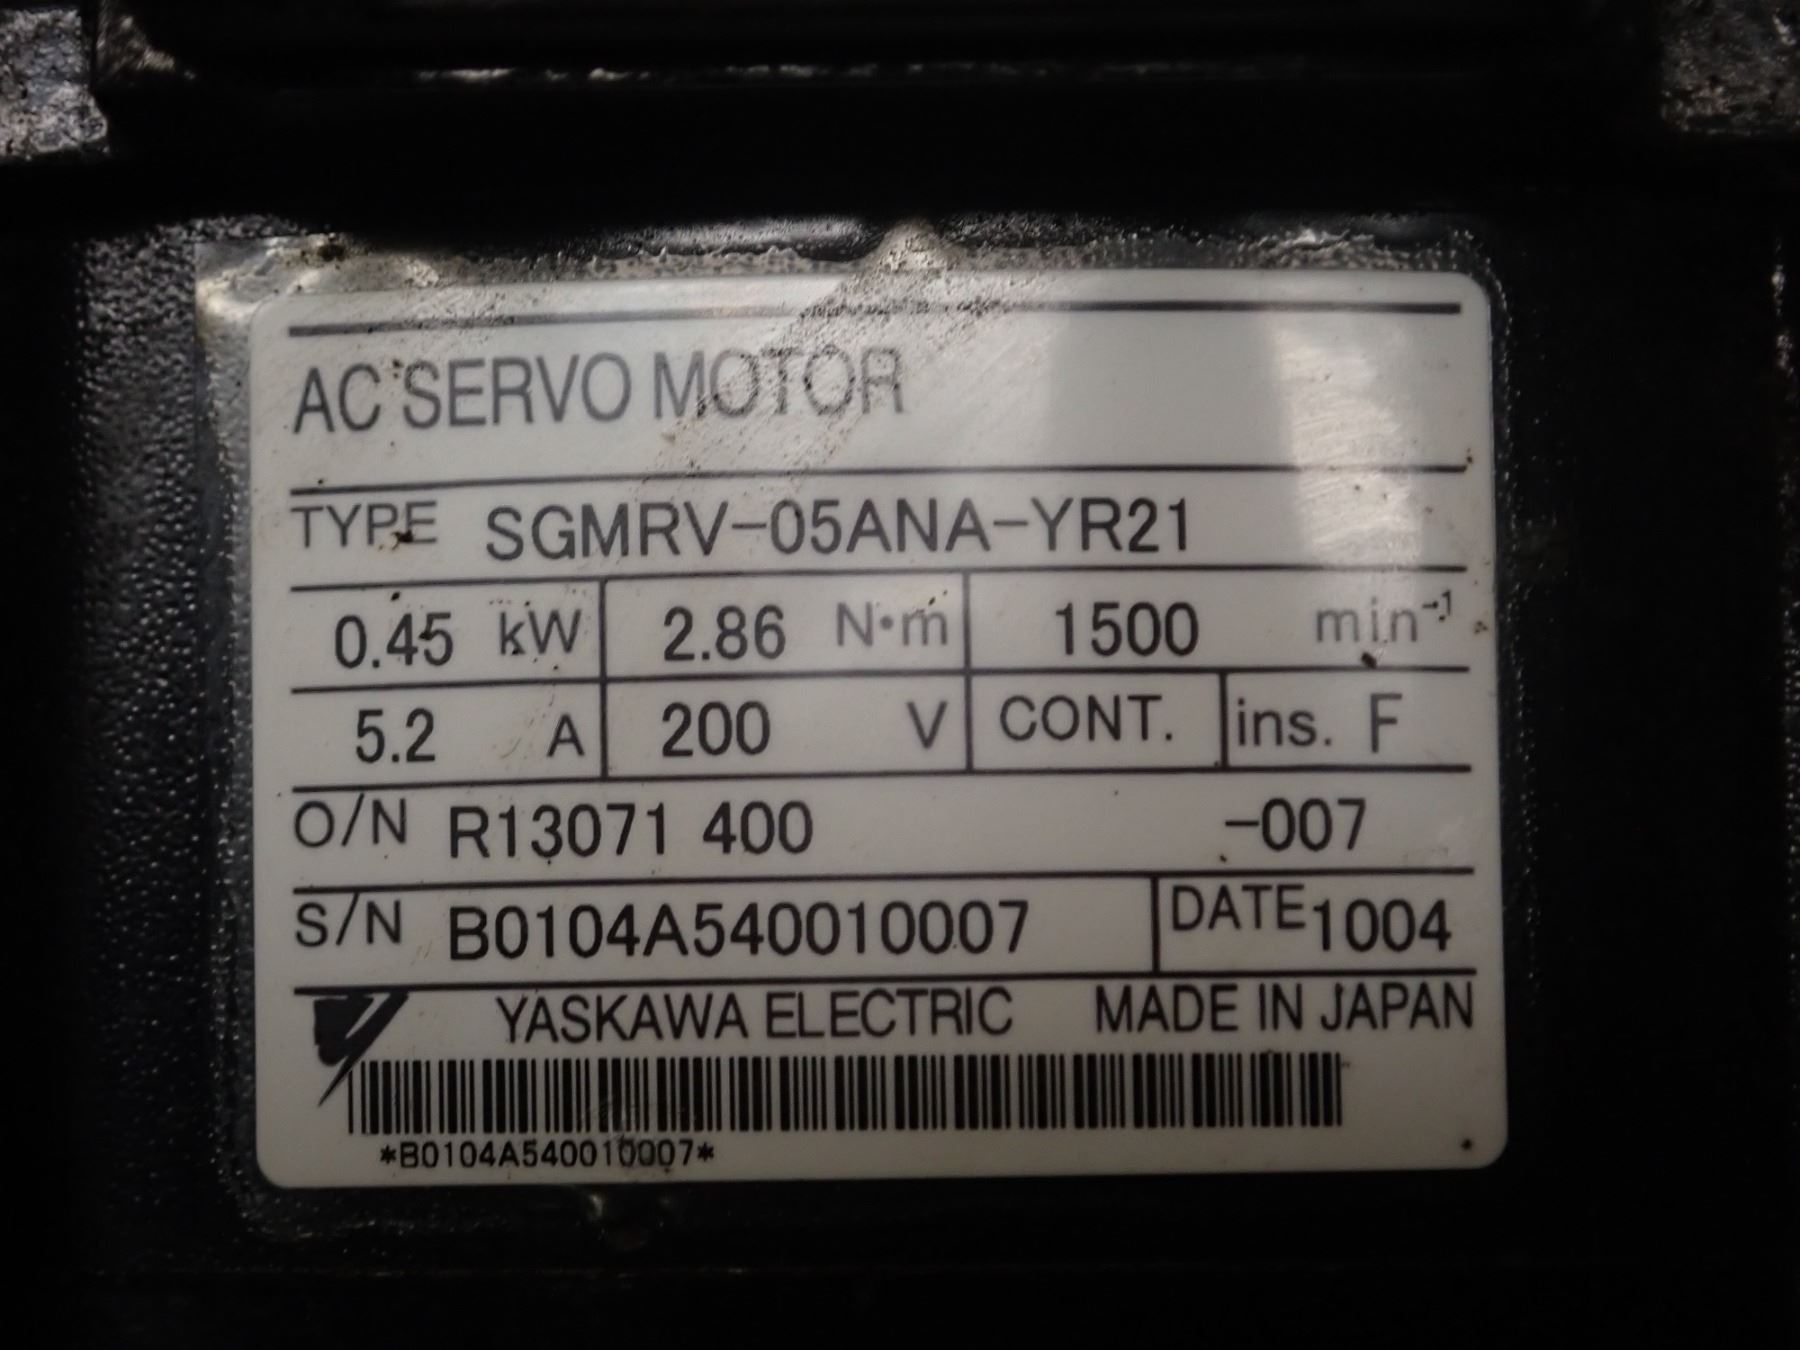 AC SERVO MOTOR
TYPE SGMRV-05ANA-YR21
0.45 kW 2.86 N•m 1500 min⁻¹
5.2 A 200 V CONT. ins. F
O/N R13071 400 -007
S/N B0104A540010007 DATE 1004
YASKAWA ELECTRIC MADE IN JAPAN
*B0104A540010007*